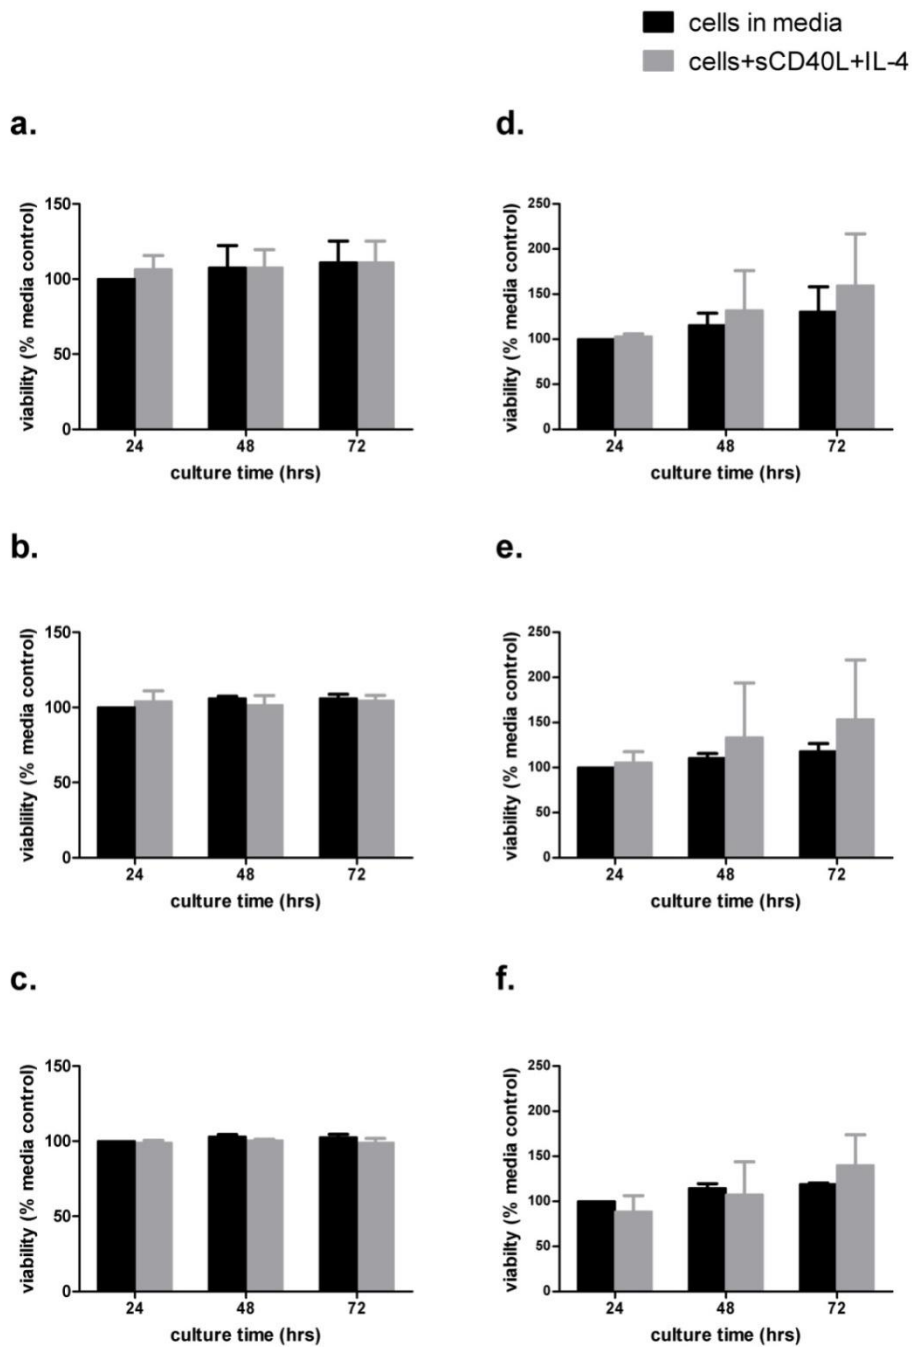 cells in media
cells+sCD40L+IL-4
a.
viability (% media control)
150
100
50
0
24 48 72
culture time (hrs)
b.
viablility (% media control)
150
100
50
0
24 48 72
culture time (hrs)
c.
viability (% media control)
150
100
50
0
24 48 72
culture time (hrs)
d.
viability (% media control)
250
200
150
100
50
0
24 48 72
culture time (hrs)
e.
viability (% media control)
250
200
150
100
50
0
24 48 72
culture time (hrs)
f.
viabilty (% media control)
250
200
150
100
50
0
24 48 72
culture time (hrs)